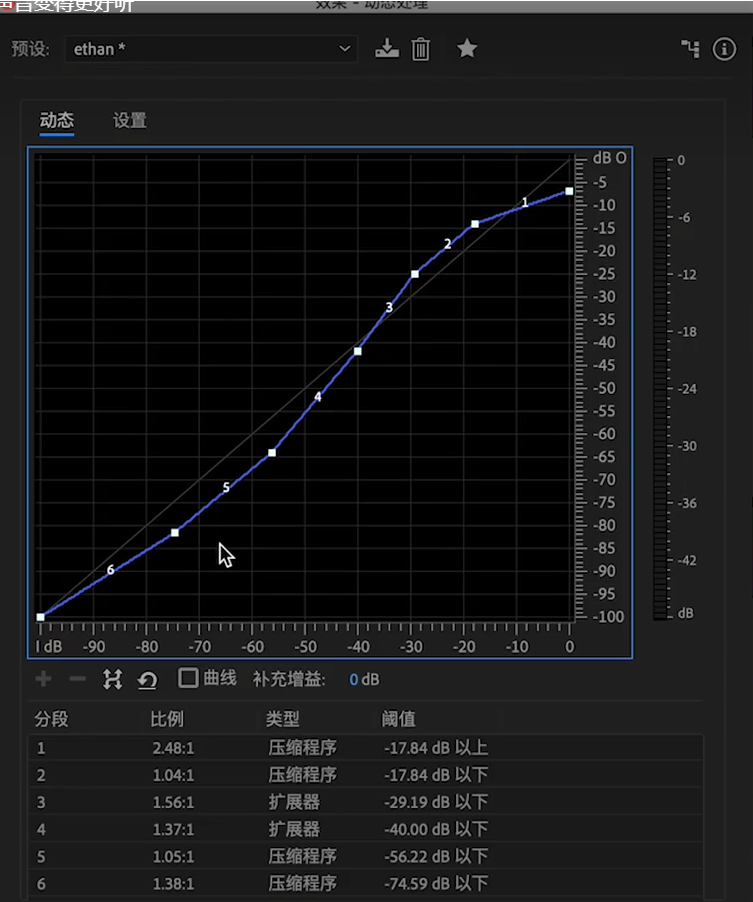 声音变得更好听
效果 - 动态处理
预设: ethan *
动态 设置
dB O
-5
-10
-15
-20
-25
-30
-35
-40
-45
-50
-55
-60
-65
-70
-75
-80
-85
-90
-95
-100
1
2
3
4
5
6
0
-6
-12
-18
-24
-30
-36
-42
dB
dB -90 -80 -70 -60 -50 -40 -30 -20 -10 0
曲线 补充增益: 0 dB
分段 比例 类型 阈值
1 2.48:1 压缩程序 -17.84 dB 以上
2 1.04:1 压缩程序 -17.84 dB 以下
3 1.56:1 扩展器 -29.19 dB 以下
4 1.37:1 扩展器 -40.00 dB 以下
5 1.05:1 压缩程序 -56.22 dB 以下
6 1.38:1 压缩程序 -74.59 dB 以下